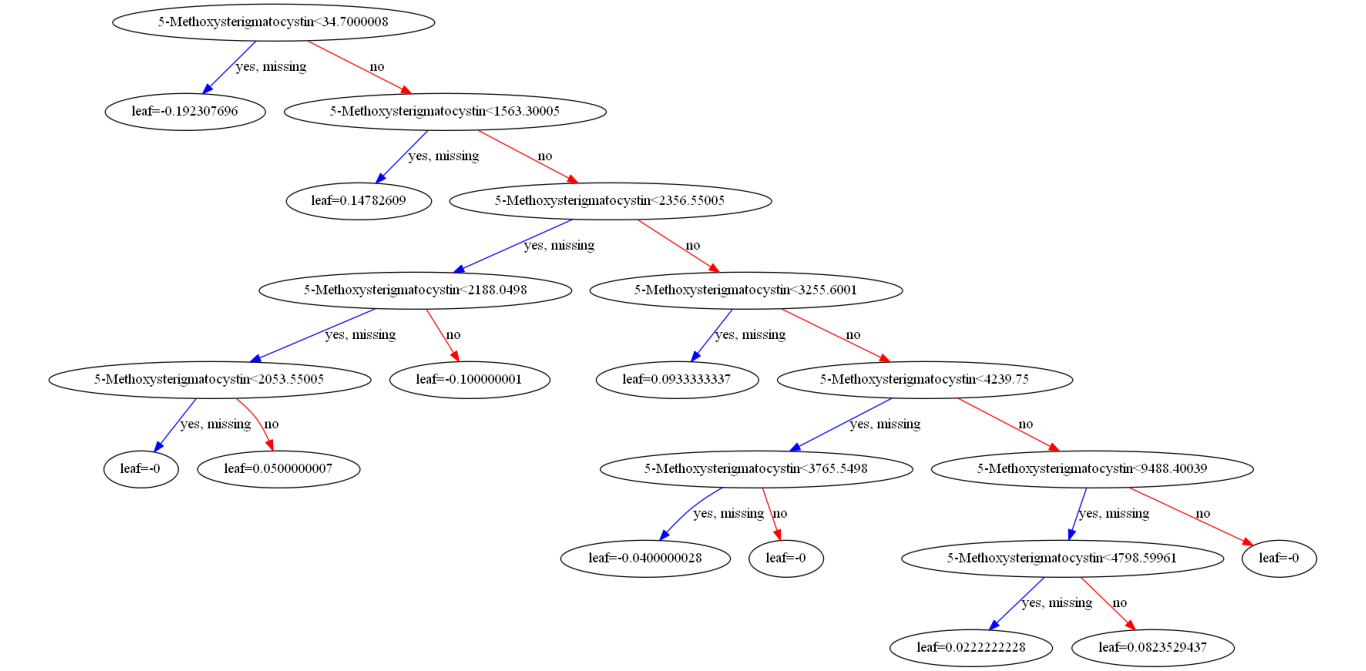 5-Methoxysterigmatocystin<34.7000008
yes, missing
no
leaf=-0.192307696
5-Methoxysterigmatocystin<1563.30005
yes, missing
no
leaf=0.14782609
5-Methoxysterigmatocystin<2356.55005
yes, missing
no
5-Methoxysterigmatocystin<2188.0498
5-Methoxysterigmatocystin<3255.6001
yes, missing
no
yes, missing
no
5-Methoxysterigmatocystin<2053.55005
leaf=-0.100000001
leaf=0.0933333337
5-Methoxysterigmatocystin<4239.75
yes, missing
no
yes, missing
no
leaf=-0
leaf=0.0500000007
5-Methoxysterigmatocystin<3765.5498
5-Methoxysterigmatocystin<9488.40039
yes, missing
no
yes, missing
no
leaf=-0.0400000028
leaf=-0
5-Methoxysterigmatocystin<4798.59961
leaf=-0
yes, missing
no
leaf=0.0222222228
leaf=0.0823529437